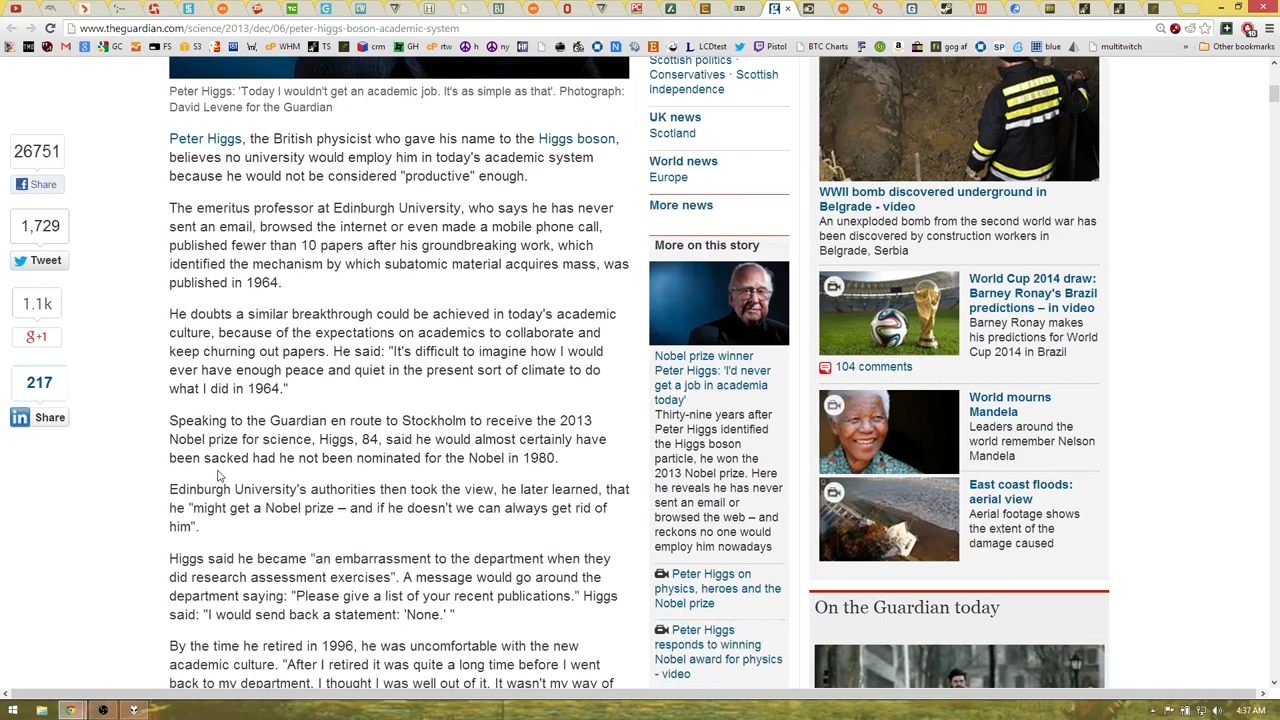 www.theguardian.com/science/2013/dec/06/peter-higgs-boson-academic-system
GC
FS
S3
WHM
TS
crm
GH
rtw
h
ny
HF
LCDtest
Pistol
BTC Charts
gog af
SP
blue
multitwitch
»
Other bookmarks
Peter Higgs: 'Today I wouldn't get an academic job. It's as simple as that'. Photograph:
David Levene for the Guardian
26751
Share
1,729
Tweet
1.1k
g+1
217
in Share
Peter Higgs, the British physicist who gave his name to the Higgs boson,
believes no university would employ him in today's academic system
because he would not be considered "productive" enough.
The emeritus professor at Edinburgh University, who says he has never
sent an email, browsed the internet or even made a mobile phone call,
published fewer than 10 papers after his groundbreaking work, which
identified the mechanism by which subatomic material acquires mass, was
published in 1964.
He doubts a similar breakthrough could be achieved in today's academic
culture, because of the expectations on academics to collaborate and
keep churning out papers. He said: "It's difficult to imagine how I would
ever have enough peace and quiet in the present sort of climate to do
what I did in 1964."
Speaking to the Guardian en route to Stockholm to receive the 2013
Nobel prize for science, Higgs, 84, said he would almost certainly have
been sacked had he not been nominated for the Nobel in 1980.
Edinburgh University's authorities then took the view, he later learned, that
he "might get a Nobel prize – and if he doesn't we can always get rid of
him".
Higgs said he became "an embarrassment to the department when they
did research assessment exercises". A message would go around the
department saying: "Please give a list of your recent publications." Higgs
said: "I would send back a statement: 'None.' "
By the time he retired in 1996, he was uncomfortable with the new
academic culture. "After I retired it was quite a long time before I went
back to my department. I thought I was well out of it. It wasn't my way of
Scottish politics ·
Conservatives · Scottish
independence
UK news
Scotland
World news
Europe
More news
More on this story
Nobel prize winner
Peter Higgs: 'I'd never
get a job in academia
today'
Thirty-nine years after
Peter Higgs identified
the Higgs boson
particle, he won the
2013 Nobel prize. Here
he reveals he has never
sent an email or
browsed the web – and
reckons no one would
employ him nowadays
Peter Higgs on
physics, heroes and the
Nobel prize
Peter Higgs
responds to winning
Nobel award for physics
- video
WWII bomb discovered underground in
Belgrade - video
An unexploded bomb from the second world war has
been discovered by construction workers in
Belgrade, Serbia
World Cup 2014 draw:
Barney Ronay's Brazil
predictions – in video
Barney Ronay makes
his predictions for World
Cup 2014 in Brazil
104 comments
World mourns
Mandela
Leaders around the
world remember Nelson
Mandela
East coast floods:
aerial view
Aerial footage shows
the extent of the
damage caused
On the Guardian today
4:37 AM